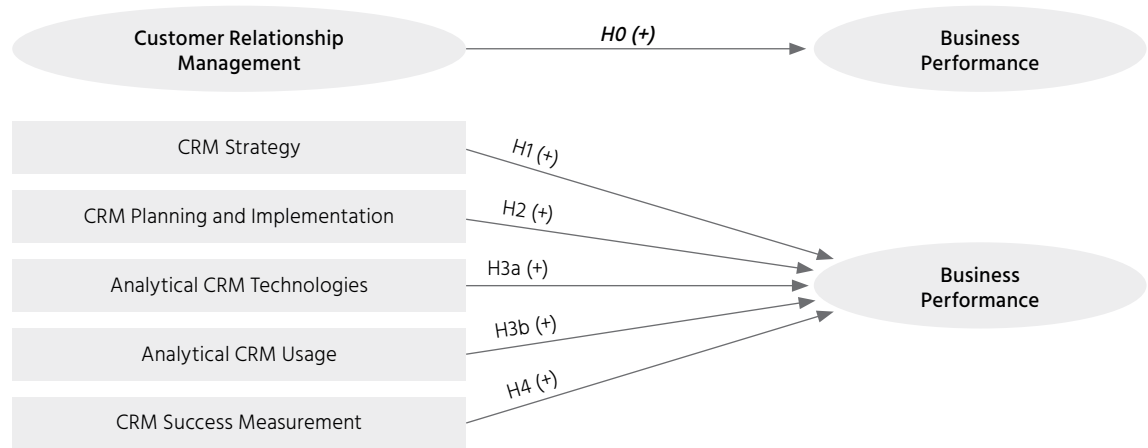 Customer Relationship
Management
H0 (+)
Business
Performance
CRM Strategy
H1 (+)
CRM Planning and Implementation
H2 (+)
Analytical CRM Technologies
H3a (+)
Business
Performance
Analytical CRM Usage
H3b (+)
CRM Success Measurement
H4 (+)